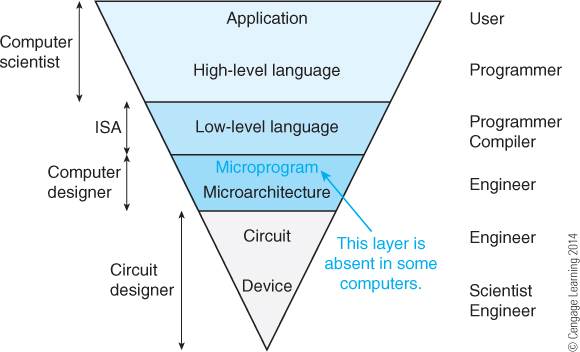 Application
User
Computer
scientist
High-level language
Programmer
ISA
Low-level language
Programmer
Compiler
Computer
designer
Microprogram
Microarchitecture
Engineer
Circuit
Engineer
This layer is
absent in some
computers.
Circuit
designer
Device
Scientist
Engineer
© Cengage Learning 2014